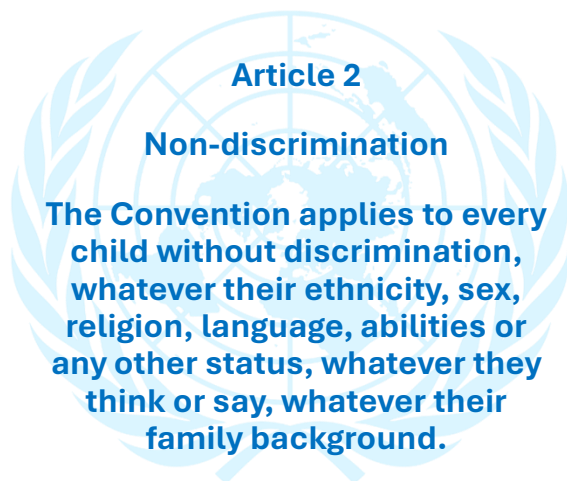 Article 2
Non-discrimination
The Convention applies to every
child without discrimination,
whatever their ethnicity, sex,
religion, language, abilities or
any other status, whatever they
think or say, whatever their
family background.